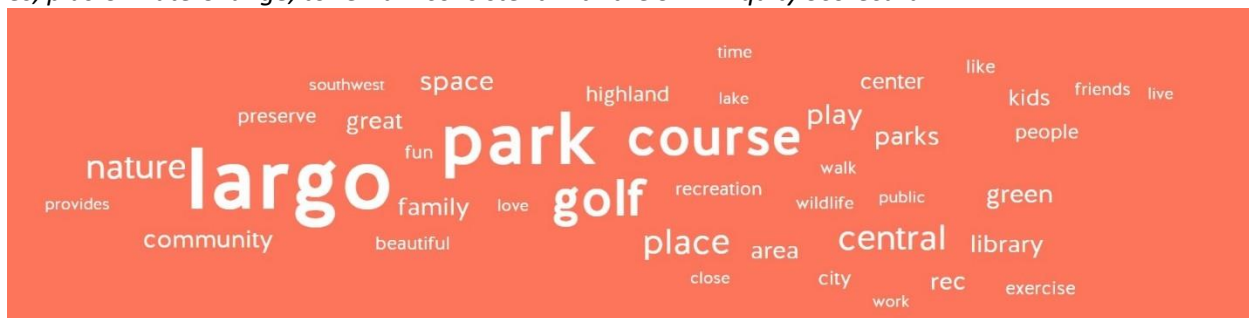 time
southwest space highland lake center like kids friends live
preserve great fun park course play parks people
nature largo walk
provides family love golf recreation wildlife public green
community beautiful place area central library
close city rec exercise
work